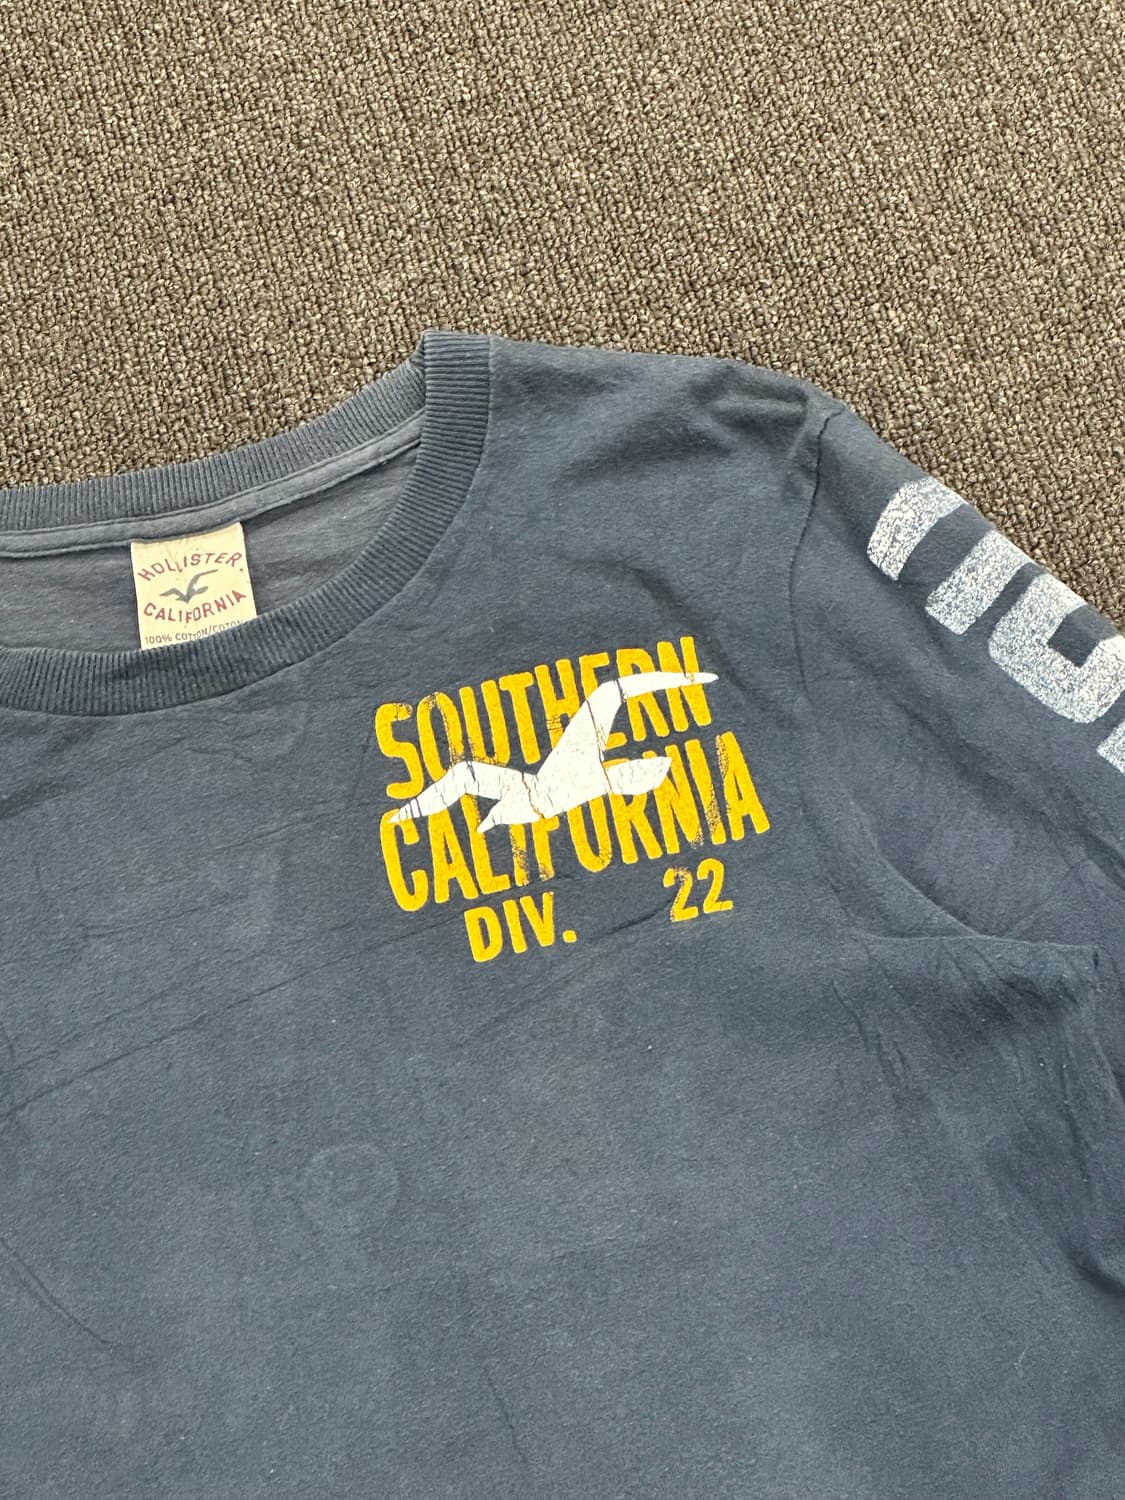 HOLLISTER
CALIFORNIA
100% COTTON/COTON
SOUTHERN
CALIFORNIA
DIV. 22